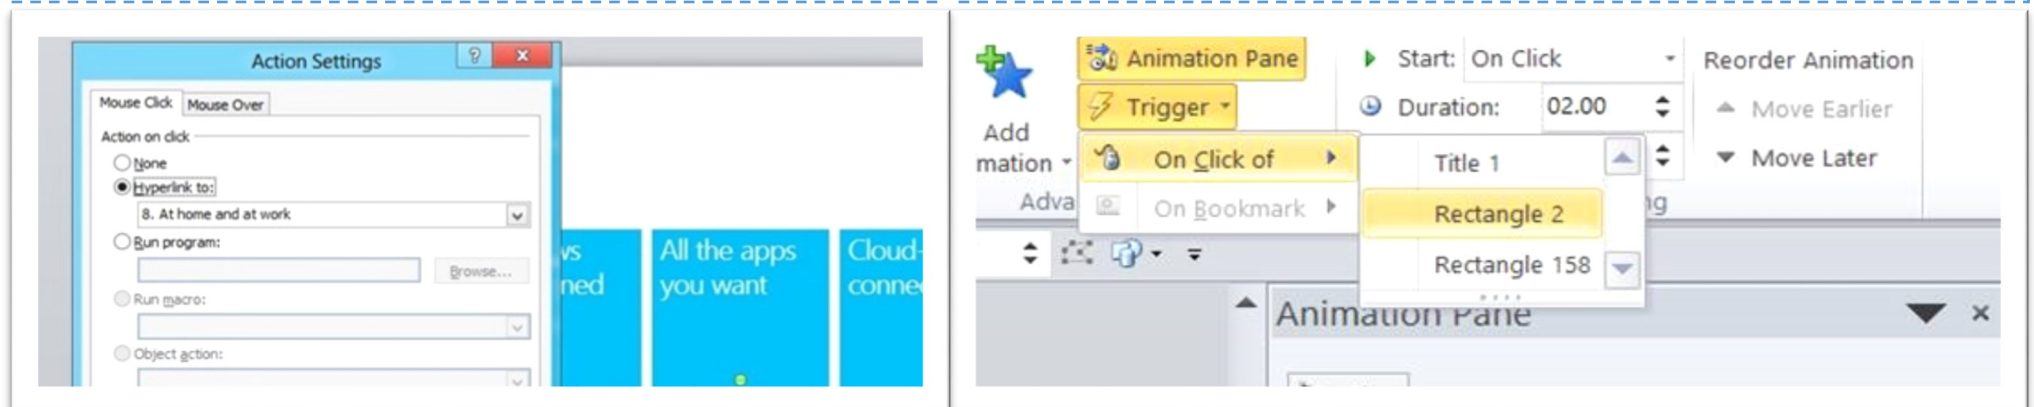 Action Settings
?
x
Mouse Click
Mouse Over
Action on click
None
Hyperlink to:
8. At home and at work
Run program:
Browse...
Run macro:
Object action:
ws
ned
All the apps
you want
Cloud-
conne
Add
mation
Animation Pane
Trigger
On Click of
On Bookmark
Adva
Title 1
Rectangle 2
Rectangle 158
Start: On Click
Duration: 02.00
Reorder Animation
Move Earlier
Move Later
ng
Animation Pane